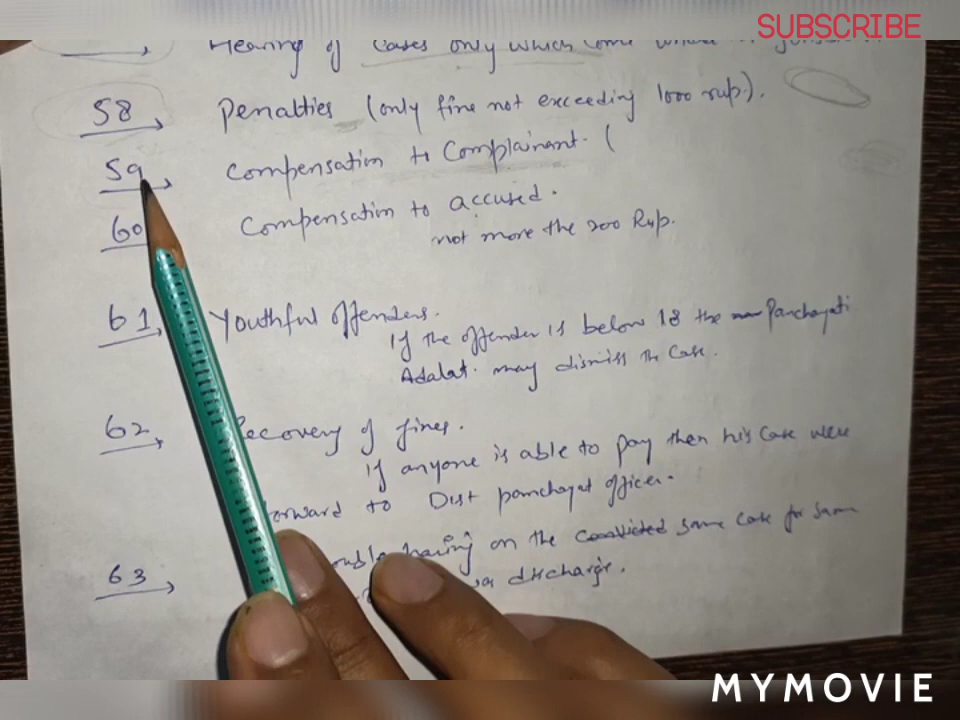 SUBSCRIBE
Hearing of cases only which come
58 Penalties (only fine not exceeding 1000 rup.).
59 Compensation to Complainant. (
60 Compensation to accused.
not more the 200 Rup.
61. Youthful offenders.
If the offender is below 18 the Panchayati
Adalat. may dismiss the case.
62 Recovery of fines.
If anyone is able to pay then his case were
forward to Dist panchayat officer.
63 on the same case for same
discharge.
MYMOVIE